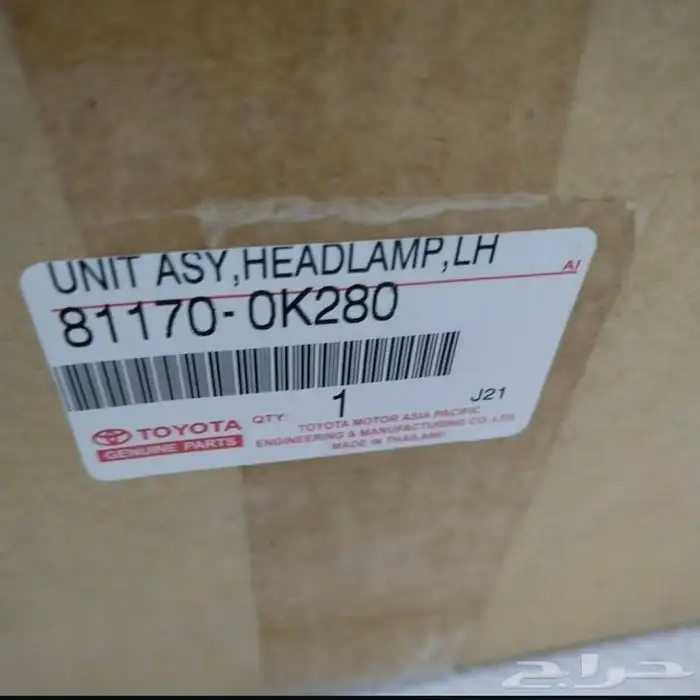 UNIT ASY,HEADLAMP,LH
AI
81170-0K280
QTY: 1
J21
TOYOTA
GENUINE PARTS
TOYOTA MOTOR ASIA PACIFIC
ENGINEERING & MANUFACTURING CO.,LTD.
MADE IN THAILAND
حراج